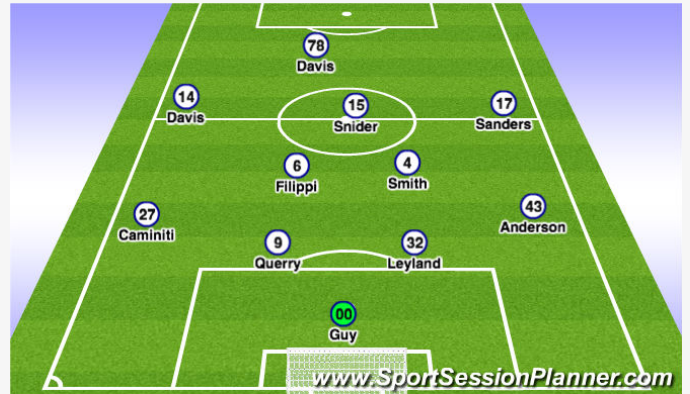 78
Davis
14
Davis
15
Snider
17
Sanders
6
Filippi
4
Smith
27
Caminiti
43
Anderson
9
Querry
32
Leyland
00
Guy
www.SportSessionPlanner.com